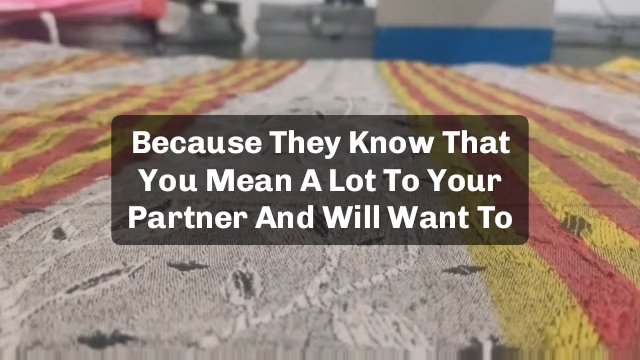 Because They Know That
You Mean A Lot To Your
Partner And Will Want To